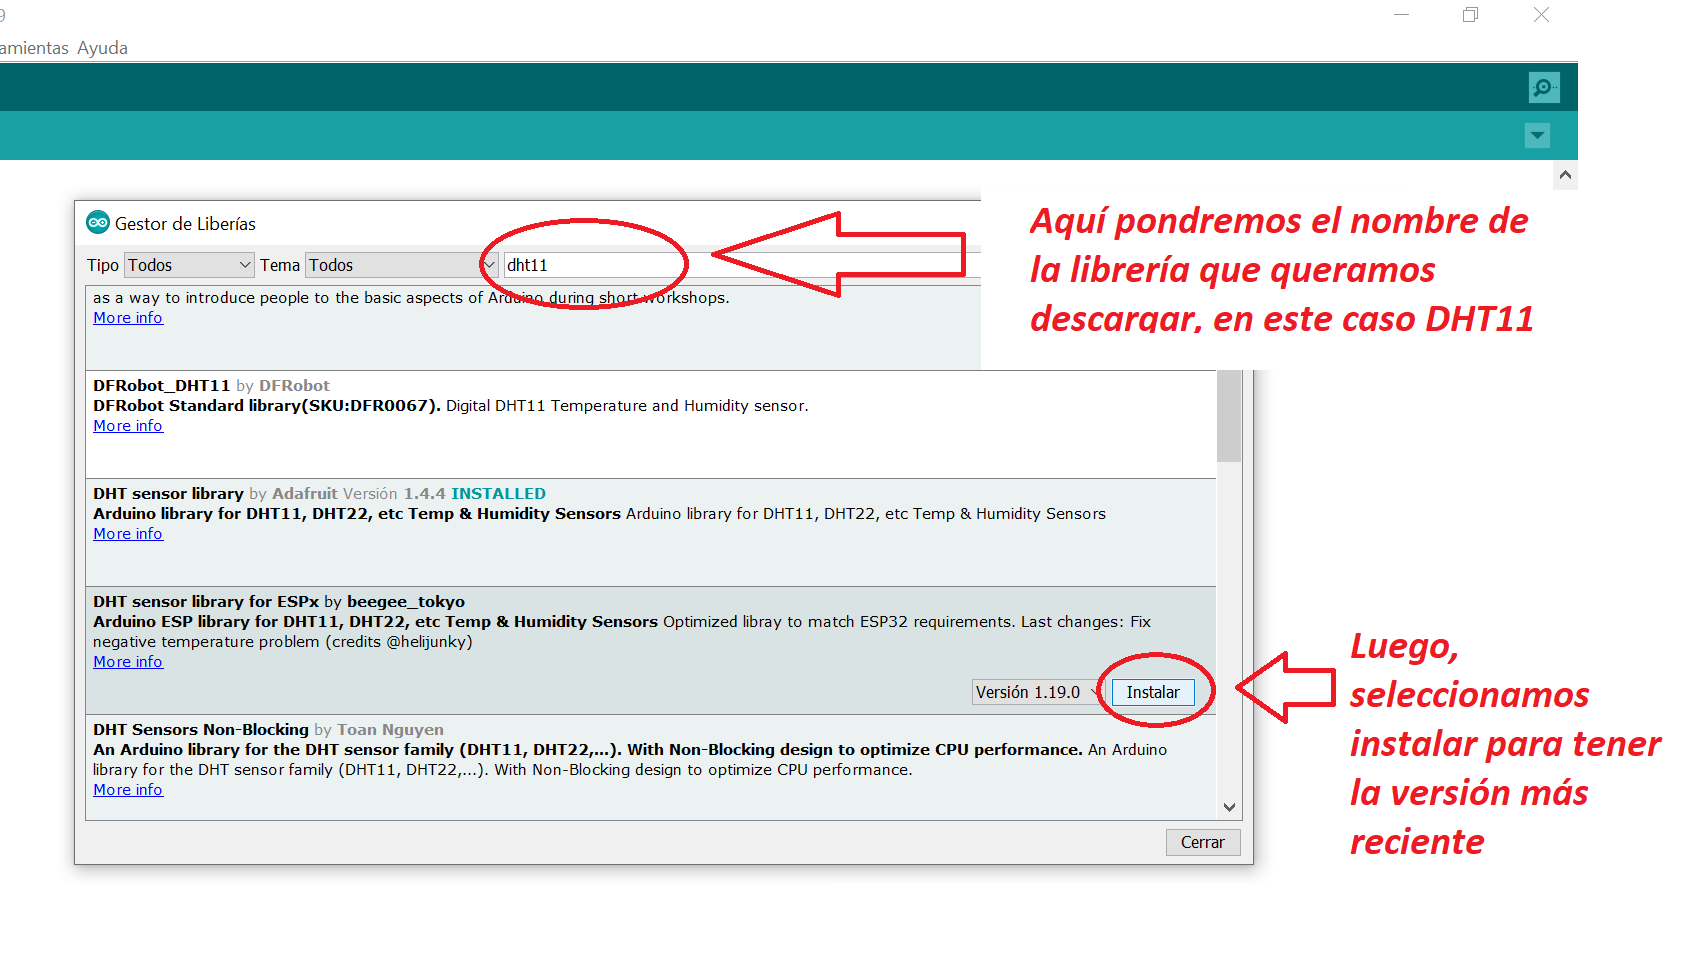 9
amientas Ayuda
Gestor de Liberías
Tipo Todos Tema Todos dht11
as a way to introduce people to the basic aspects of Arduino during short workshops.
More info
Aquí pondremos el nombre de
la librería que queramos
descargar, en este caso DHT11
DFRobot_DHT11 by DFRobot
DFRobot Standard library(SKU:DFR0067). Digital DHT11 Temperature and Humidity sensor.
More info
DHT sensor library by Adafruit Versión 1.4.4 INSTALLED
Arduino library for DHT11, DHT22, etc Temp & Humidity Sensors Arduino library for DHT11, DHT22, etc Temp & Humidity Sensors
More info
DHT sensor library for ESPx by beegee_tokyo
Arduino ESP library for DHT11, DHT22, etc Temp & Humidity Sensors Optimized libray to match ESP32 requirements. Last changes: Fix
negative temperature problem (credits @helijunky)
More info
Versión 1.19.0 Instalar
Luego,
seleccionamos
instalar para tener
la versión más
reciente
DHT Sensors Non-Blocking by Toan Nguyen
An Arduino library for the DHT sensor family (DHT11, DHT22,...). With Non-Blocking design to optimize CPU performance. An Arduino
library for the DHT sensor family (DHT11, DHT22,...). With Non-Blocking design to optimize CPU performance.
More info
Cerrar